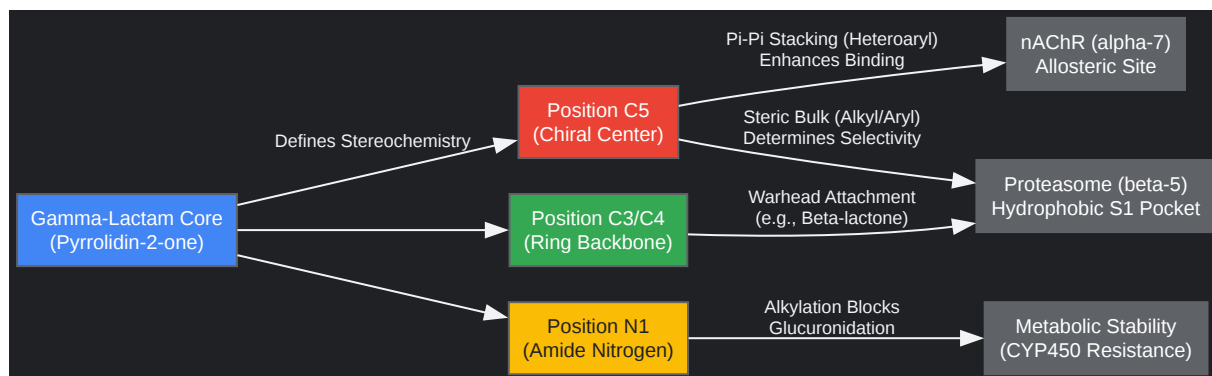 Gamma-Lactam Core
(Pyrrolidin-2-one)
Defines Stereochemistry
Position C5
(Chiral Center)
Position C3/C4
(Ring Backbone)
Position N1
(Amide Nitrogen)
Pi-Pi Stacking (Heteroaryl)
Enhances Binding
Steric Bulk (Alkyl/Aryl)
Determines Selectivity
Warhead Attachment
(e.g., Beta-lactone)
Alkylation Blocks
Glucuronidation
nAChR (alpha-7)
Allosteric Site
Proteasome (beta-5)
Hydrophobic S1 Pocket
Metabolic Stability
(CYP450 Resistance)